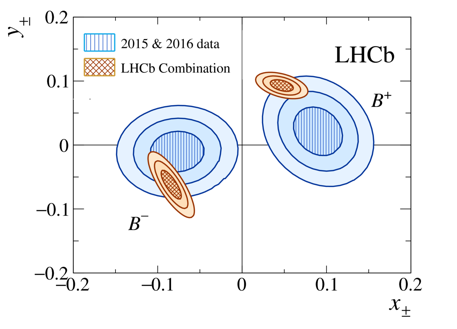 y±
0.2
2015 & 2016 data
LHCb Combination
LHCb
0.1
B+
0
−0.1
B−
−0.2
−0.2 −0.1 0 0.1 0.2
x±